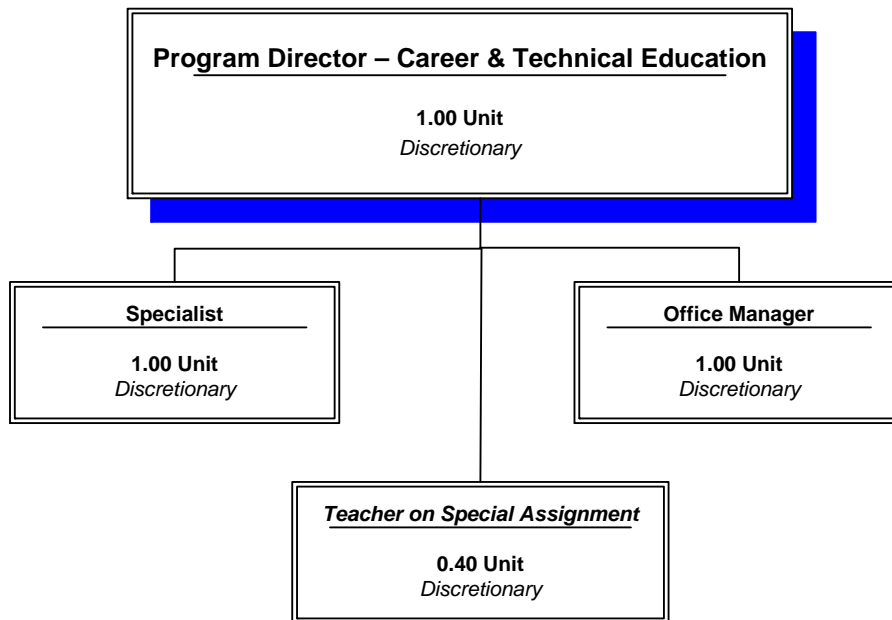 Program Director – Career & Technical Education
1.00 Unit
Discretionary
Specialist
1.00 Unit
Discretionary
Office Manager
1.00 Unit
Discretionary
Teacher on Special Assignment
0.40 Unit
Discretionary